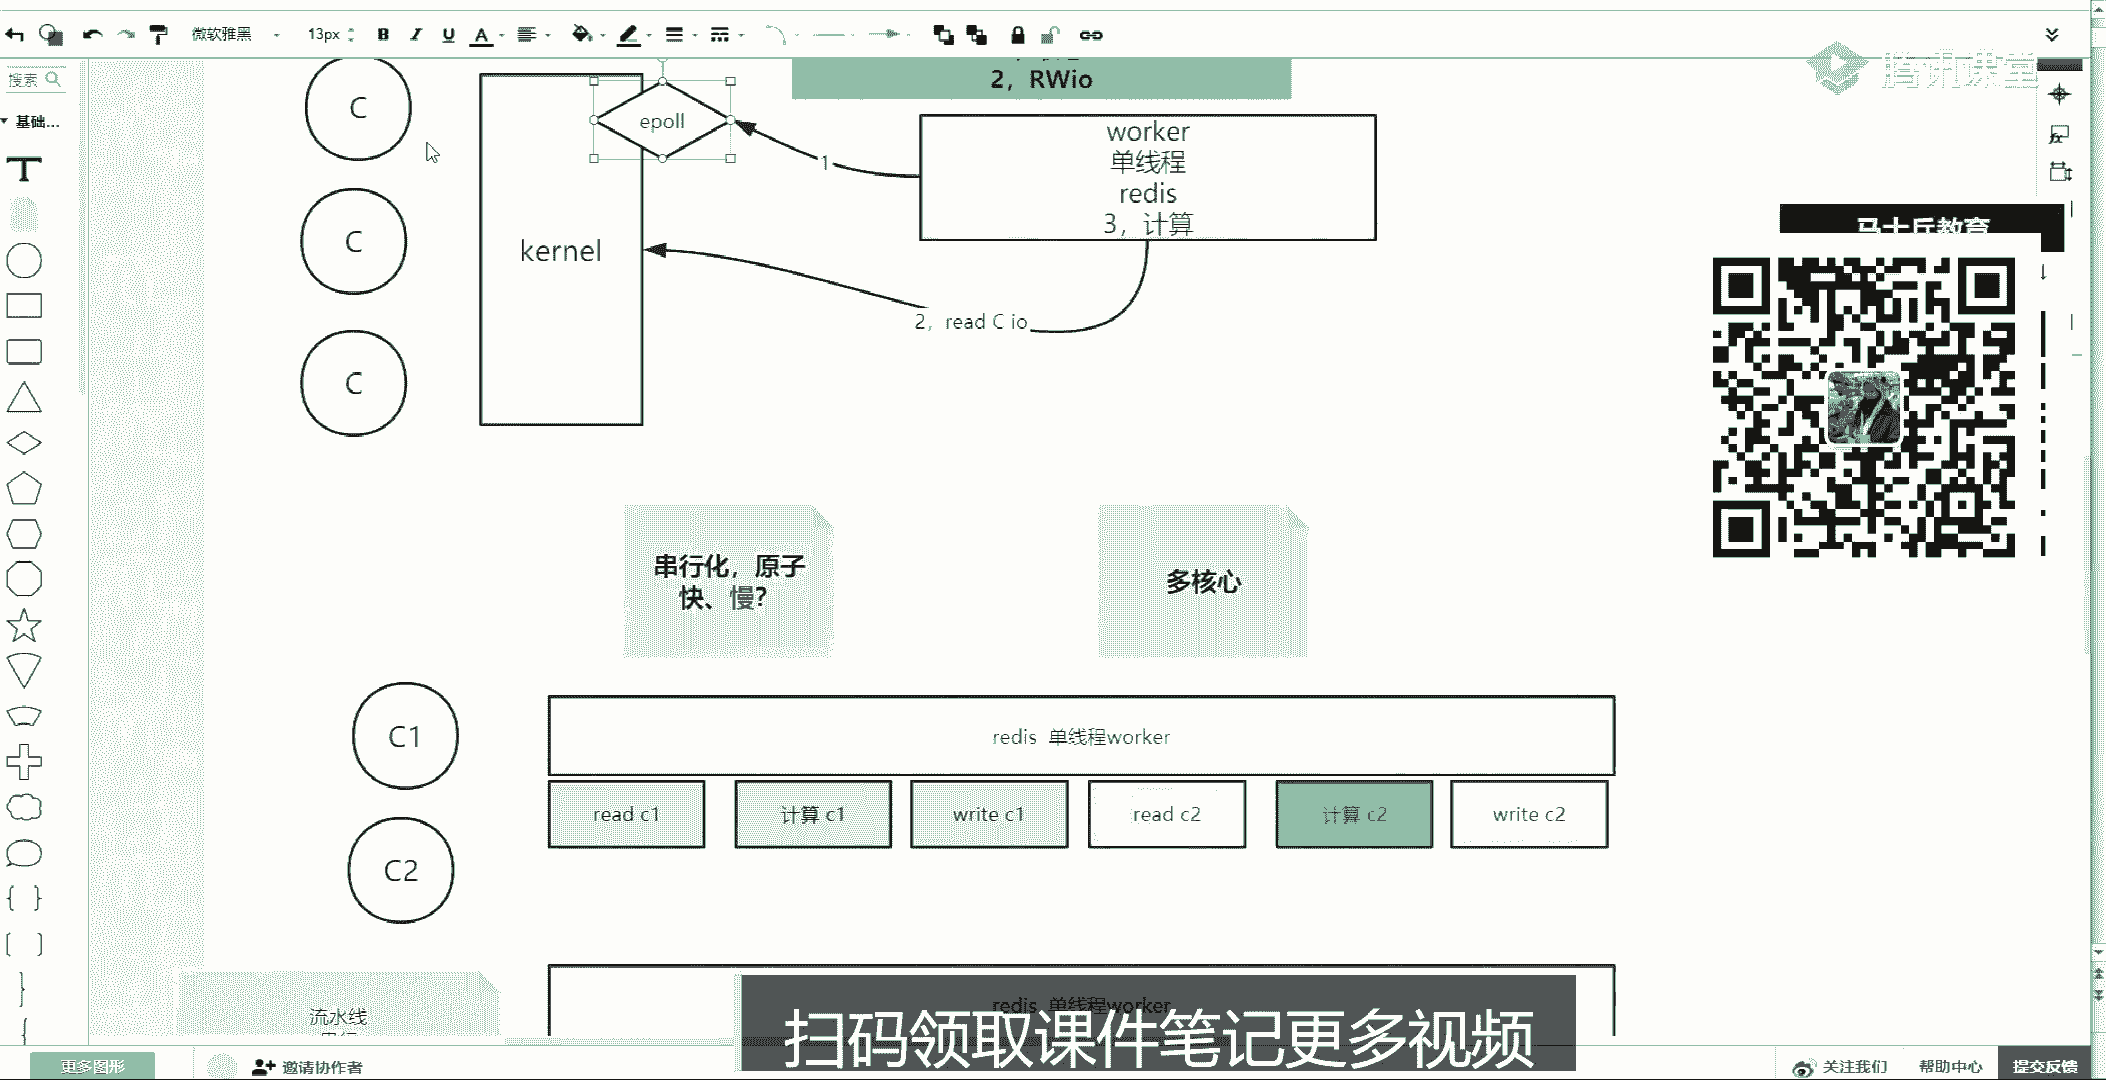 微软雅黑
13px
B I U A
腾讯课堂
搜索
基础...
T
C
C
C
kernel
epoll
2，RWio
worker
单线程
redis
3，计算
1
2，read C io
马士兵教育
串行化，原子
快、慢？
多核心
C1
C2
redis 单线程worker
read c1
计算 c1
write c1
read c2
计算 c2
write c2
流水线
redis 单线程worker
扫码领取课件笔记更多视频
更多图形
邀请协作者
关注我们
帮助中心
提交反馈